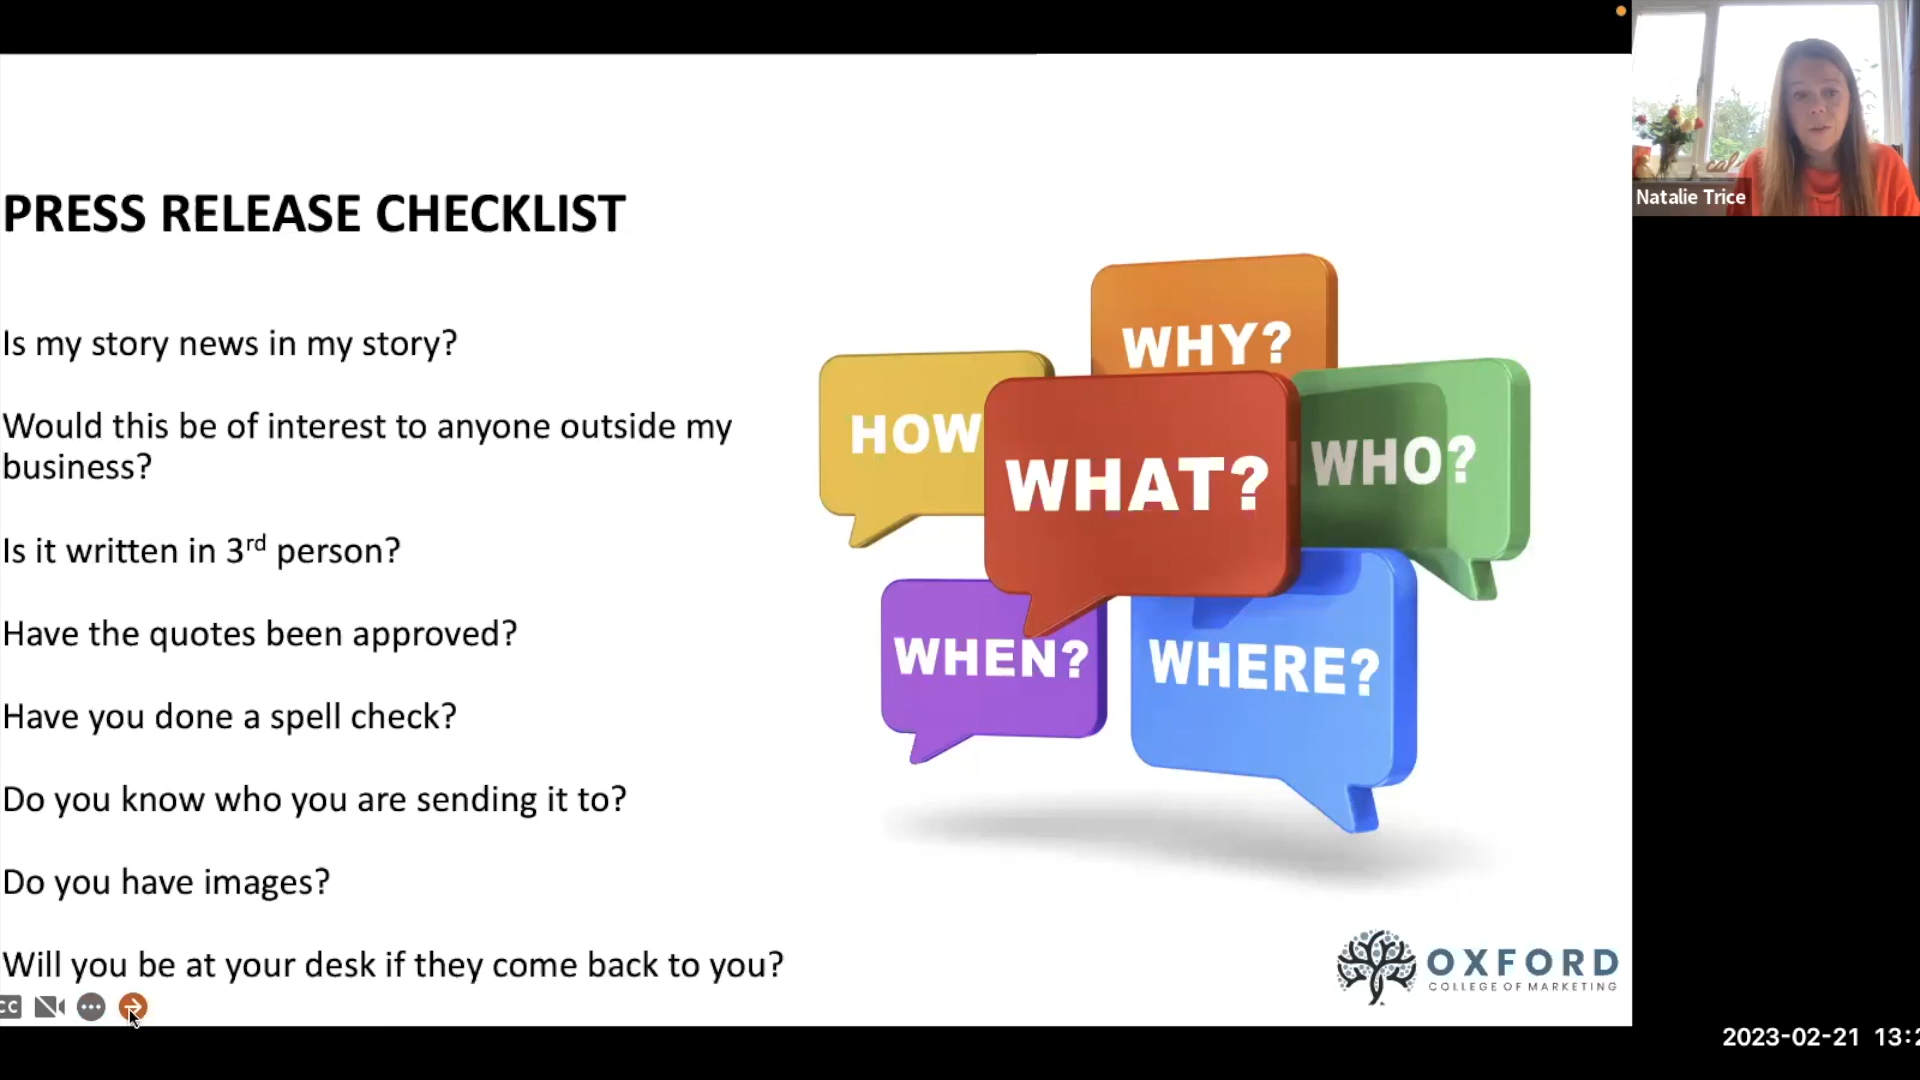 Natalie Trice
PRESS RELEASE CHECKLIST
Is my story news in my story?
Would this be of interest to anyone outside my
business?
Is it written in 3rd person?
Have the quotes been approved?
Have you done a spell check?
Do you know who you are sending it to?
Do you have images?
Will you be at your desk if they come back to you?
WHY?
HOW
WHAT?
WHO?
WHEN?
WHERE?
OXFORD
COLLEGE OF MARKETING
CC
2023-02-21 13:2